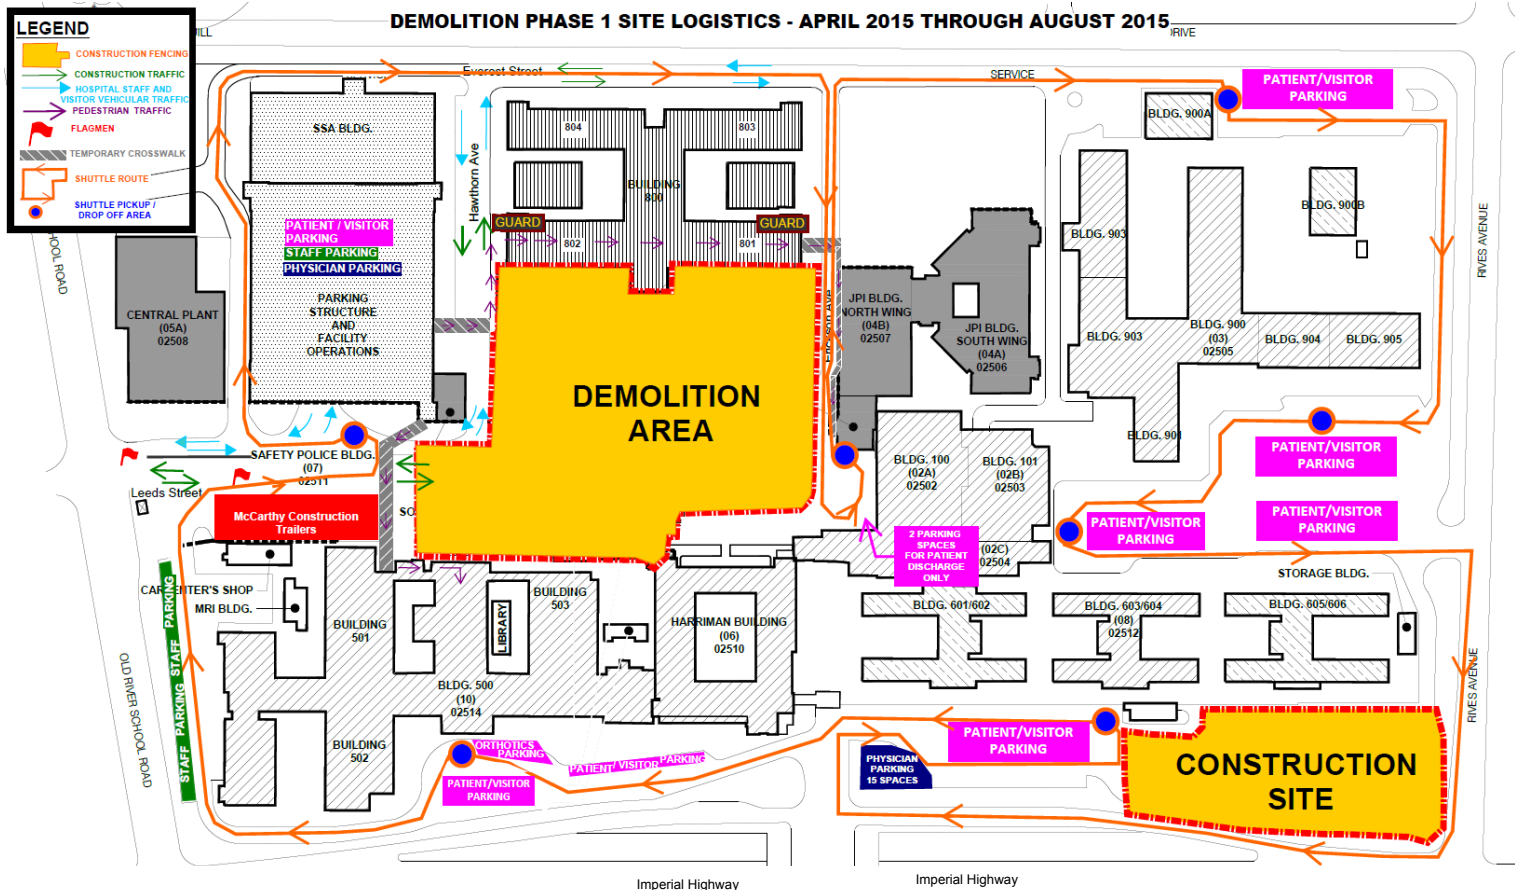 DEMOLITION PHASE 1 SITE LOGISTICS - APRIL 2015 THROUGH AUGUST 2015
LEGEND
CONSTRUCTION FENCING
CONSTRUCTION TRAFFIC
HOSPITAL STAFF AND
VISITOR VEHICULAR TRAFFIC
PEDESTRIAN TRAFFIC
FLAGMEN
TEMPORARY CROSSWALK
SHUTTLE ROUTE
SHUTTLE PICKUP /
DROP OFF AREA
DRIVE
Everest Street
SERVICE
PATIENT/VISITOR
PARKING
BLDG. 900A
SSA BLDG.
804
803
BUILDING
800
Hawthorn Ave
GUARD
GUARD
802
801
BLDG. 900B
BLDG. 903
RIVES AVENUE
PATIENT / VISITOR
PARKING
STAFF PARKING
PHYSICIAN PARKING
PARKING
STRUCTURE
AND
FACILITY
OPERATIONS
CENTRAL PLANT
(05A)
02508
JPI BLDG.
NORTH WING
(04B)
02507
JPI BLDG.
SOUTH WING
(04A)
02506
BLDG. 903
BLDG. 900
(03)
02505
BLDG. 904
BLDG. 905
BLDG. 901
DEMOLITION
AREA
SAFETY POLICE BLDG.
(07)
02511
Leeds Street
McCarthy Construction
Trailers
BLDG. 100
(02A)
02502
BLDG. 101
(02B)
02503
(02C)
02504
2 PARKING
SPACES
FOR PATIENT
DISCHARGE
ONLY
PATIENT/VISITOR
PARKING
PATIENT/VISITOR
PARKING
PATIENT/VISITOR
PARKING
STORAGE BLDG.
CARPENTER'S SHOP
MRI BLDG.
BUILDING
501
BUILDING
503
LIBRARY
HARRIMAN BUILDING
(06)
02510
BLDG. 601/602
BLDG. 603/604
(08)
02512
BLDG. 605/606
STAFF PARKING STAFF PARKING
OLD RIVER SCHOOL ROAD
BLDG. 500
(10)
02514
BUILDING
502
ORTHOTICS
PARKING
PATIENT/VISITOR PARKING
PATIENT/VISITOR
PARKING
PATIENT/VISITOR
PARKING
PHYSICIAN
PARKING
15 SPACES
CONSTRUCTION
SITE
RIVES AVENUE
Imperial Highway
Imperial Highway